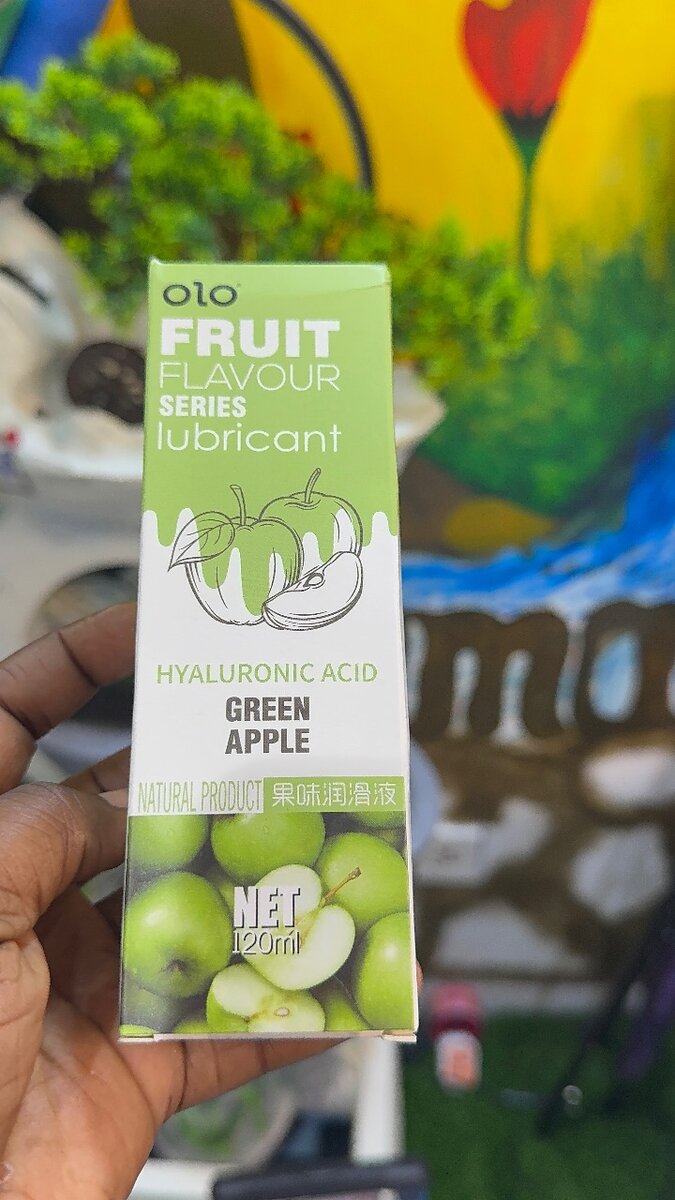 olo
FRUIT
FLAVOUR
SERIES
lubricant
HYALURONIC ACID
GREEN
APPLE
NATURAL PRODUCT 果味润滑液
NET
120ml